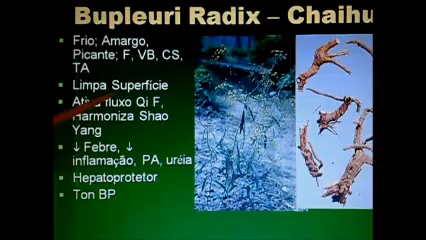 Bupleuri Radix – Chaihu
Frio; Amargo,
Picante; F, VB, CS,
TA
Limpa Superfície
Ativa fluxo Qi F,
Harmoniza Shao
Yang
↓ Febre, ↓
inflamação, PA, uréia
Hepatoprotetor
Ton BP